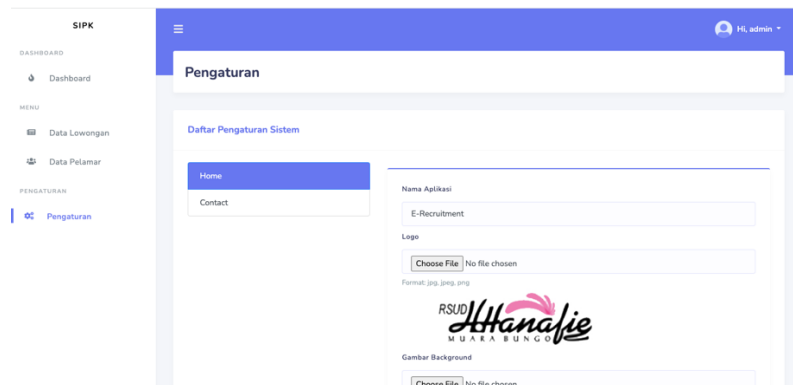 SIPK
Hi, admin
DASHBOARD
Dashboard
MENU
Data Lowongan
Data Pelamar
PENGATURAN
Pengaturan
Pengaturan
Daftar Pengaturan Sistem
Home
Contact
Nama Aplikasi
E-Recruitment
Logo
Choose File No file chosen
Format: jpg, jpeg, png
RSUD H.Hanafie
MUARA BUNGO
Gambar Background
Choose File No file chosen